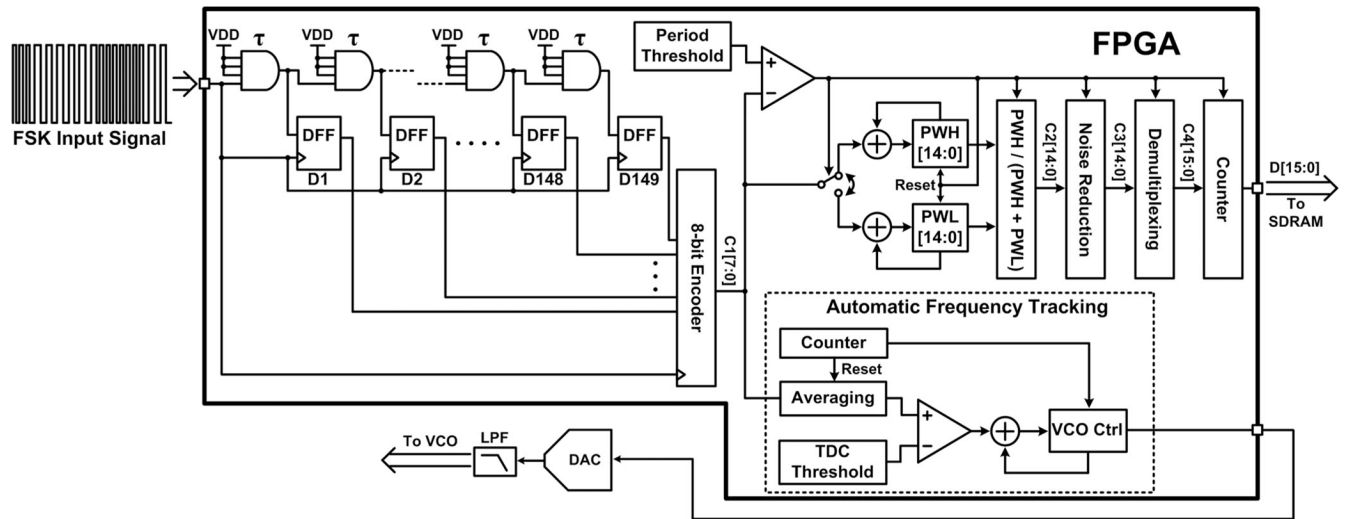 FPGA
VDD τ
VDD τ
VDD τ
VDD τ
FSK Input Signal
DFF
DFF
DFF
DFF
D1
D2
D148
D149
8-bit Encoder
C1[7:0]
Period
Threshold
+
−
PWH
[14:0]
Reset
PWL
[14:0]
PWH / (PWH + PWL)
C2[14:0]
Noise Reduction
C3[14:0]
Demultiplexing
C4[15:0]
Counter
D[15:0]
To
SDRAM
Automatic Frequency Tracking
Counter
Reset
Averaging
TDC
Threshold
+
−
VCO Ctrl
To VCO
LPF
DAC